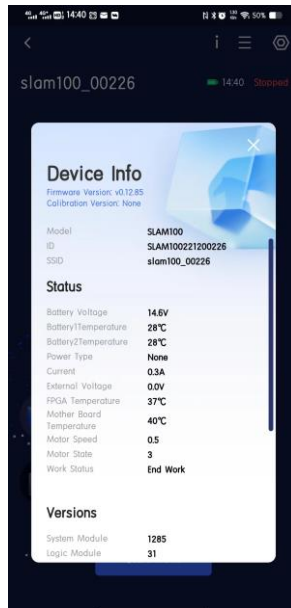 14:40
50%
slam100_00226
14:40 Stopped
Device Info
Firmware Version: v0.12.85
Calibration Version: None
Model SLAM100
ID SLAM100221200226
SSID slam100_00226
Status
Battery Voltage 14.6V
Battery1Temperature 28℃
Battery2Temperature 28℃
Power Type None
Current 0.3A
External Voltage 0.0V
FPGA Temperature 37℃
Mother Board
Temperature 40℃
Motor Speed 0.5
Motor State 3
Work Status End Work
Versions
System Module 1285
Logic Module 31